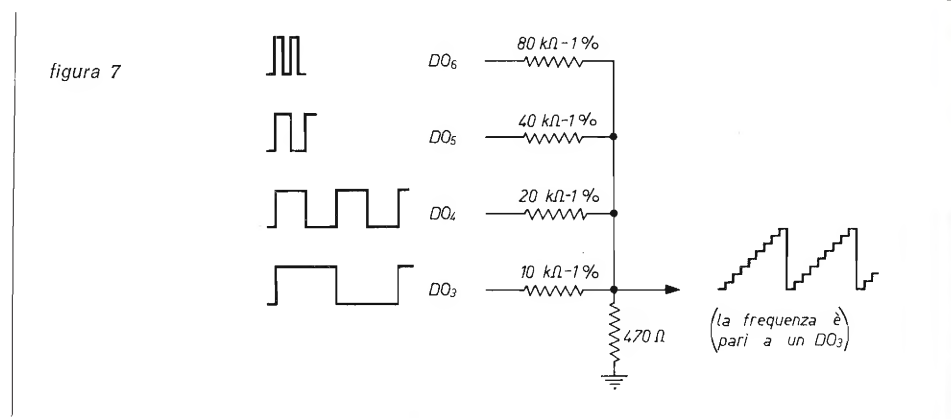 figura 7
DO₆
80 kΩ-1%
DO₅
40 kΩ-1%
DO₄
20 kΩ-1%
DO₃
10 kΩ-1%
470 Ω
(la frequenza è
pari a un DO₃)